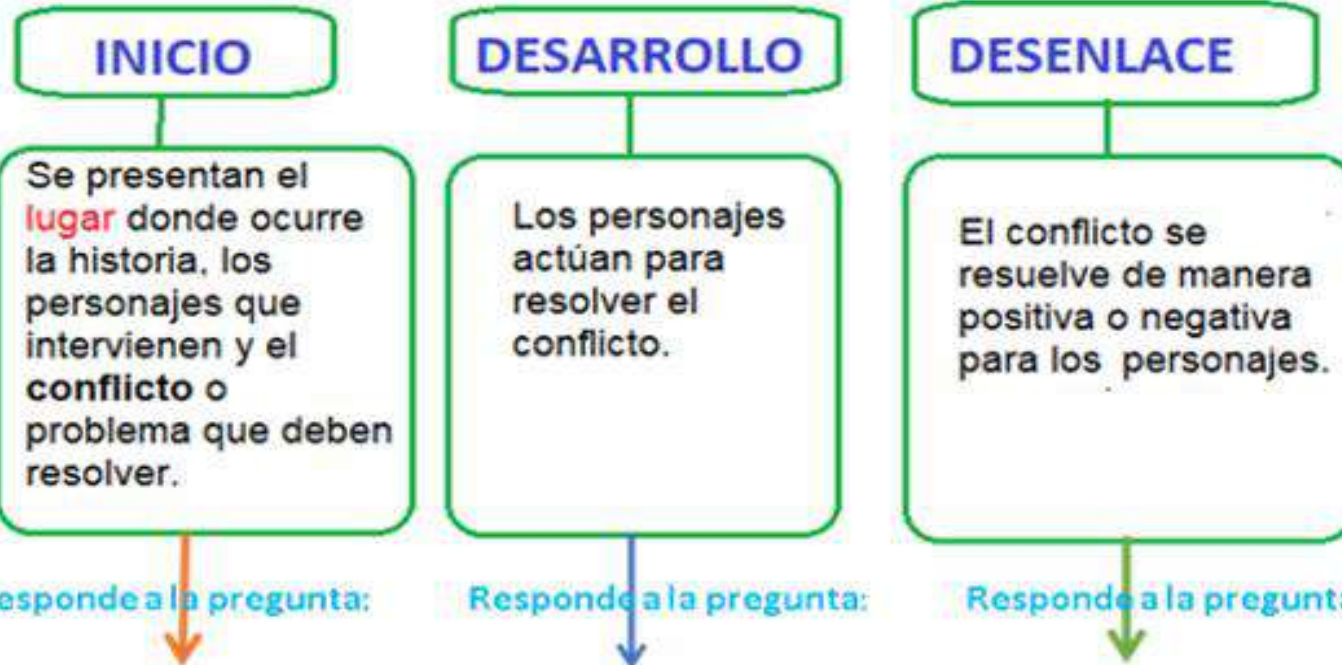 INICIO
DESARROLLO
DESENLACE
Se presentan el
lugar donde ocurre
la historia, los
personajes que
intervienen y el
conflicto o
problema que deben
resolver.
Los personajes
actúan para
resolver el
conflicto.
El conflicto se
resuelve de manera
positiva o negativa
para los personajes.
esponde a la pregunta:
Responde a la pregunta:
Responde a la pregunta